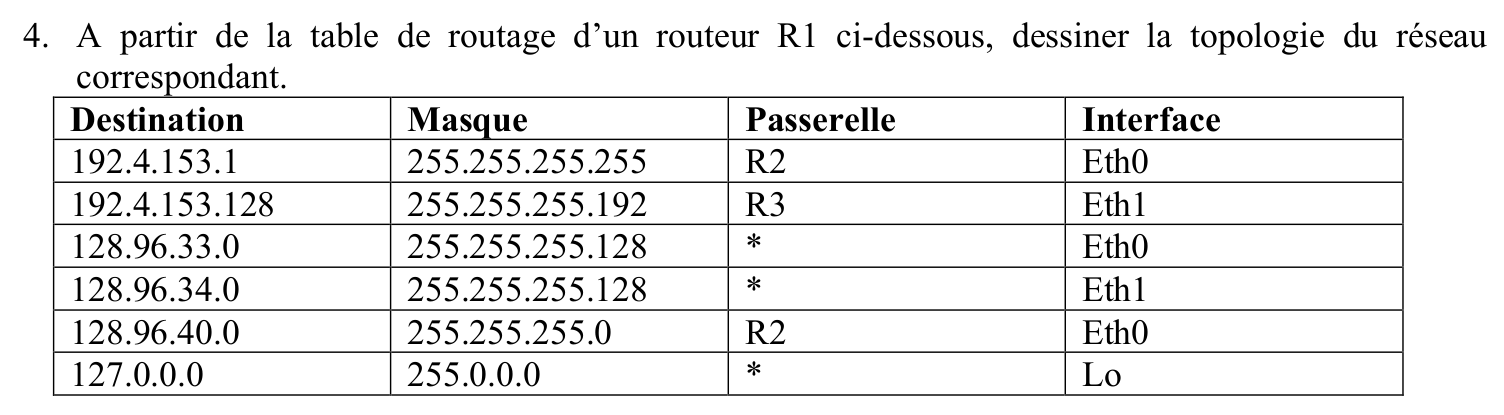 4. A partir de la table de routage d’un routeur R1 ci-dessous, dessiner la topologie du réseau
correspondant.
Destination Masque Passerelle Interface
192.4.153.1 255.255.255.255 R2 Eth0
192.4.153.128 255.255.255.192 R3 Eth1
128.96.33.0 255.255.255.128 * Eth0
128.96.34.0 255.255.255.128 * Eth1
128.96.40.0 255.255.255.0 R2 Eth0
127.0.0.0 255.0.0.0 * Lo